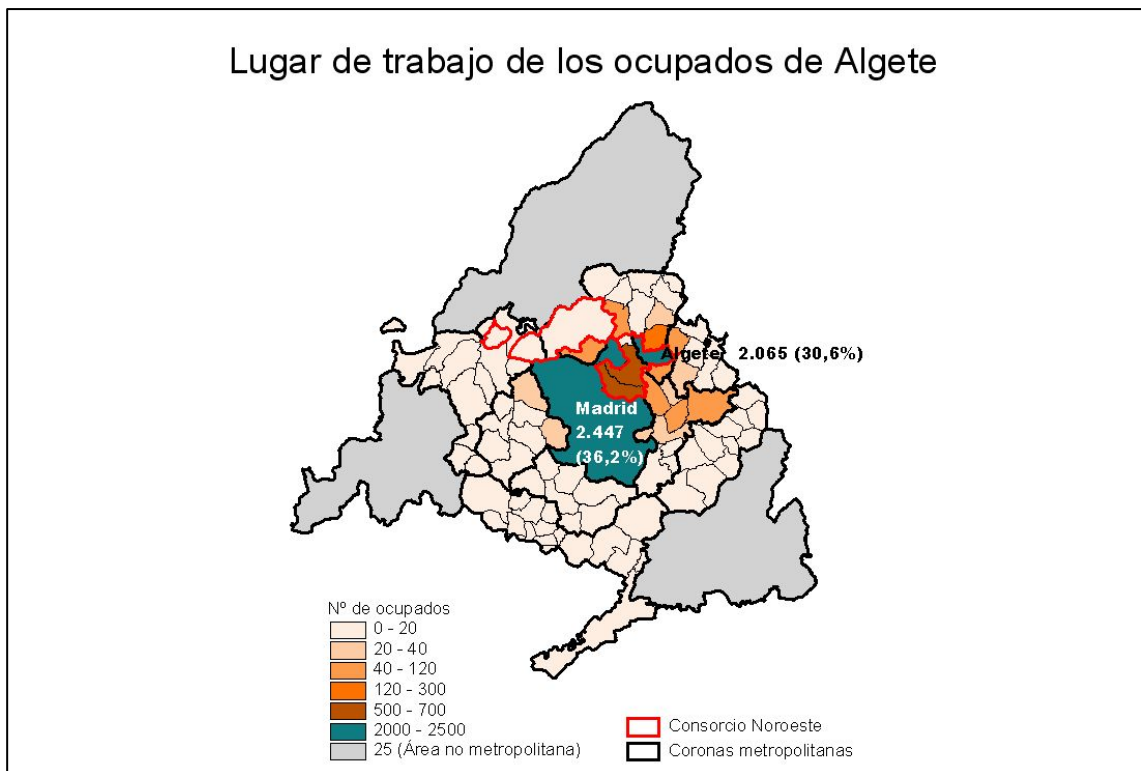 Lugar de trabajo de los ocupados de Algete
Algete 2.065 (30,6%)
Madrid
2.447
(36,2%)
Nº de ocupados
0 - 20
20 - 40
40 - 120
120 - 300
500 - 700
2000 - 2500
25 (Área no metropolitana)
Consorcio Noroeste
Coronas metropolitanas